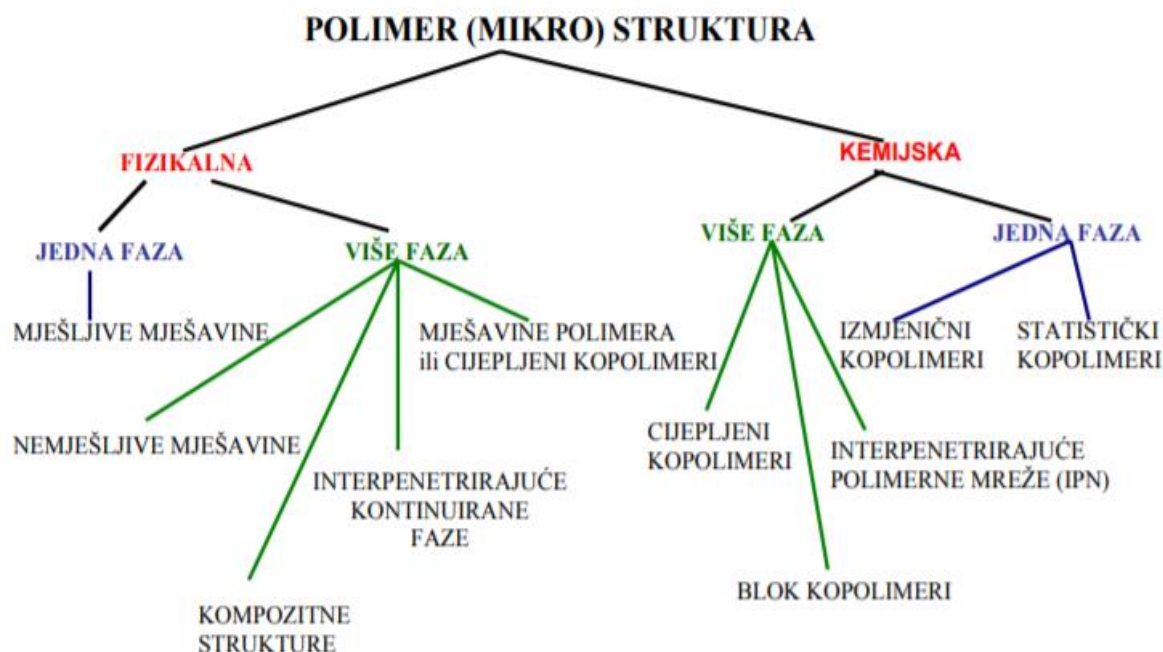 POLIMER (MIKRO) STRUKTURA
FIZIKALNA
KEMIJSKA
JEDNA FAZA
VIŠE FAZA
VIŠE FAZA
JEDNA FAZA
MJEŠLJIVE MJEŠAVINE
MJEŠAVINE POLIMERA
ili CIJEPLJENI KOPOLIMERI
IZMJENIČNI
KOPOLIMERI
STATISTIČKI
KOPOLIMERI
NEMJEŠLJIVE MJEŠAVINE
CIJEPLJENI
KOPOLIMERI
INTERPENETRIRAJUĆE
POLIMERNE MREŽE (IPN)
INTERPENETRIRAJUĆE
KONTINUIRANE
FAZE
BLOK KOPOLIMERI
KOMPOZITNE
STRUKTURE